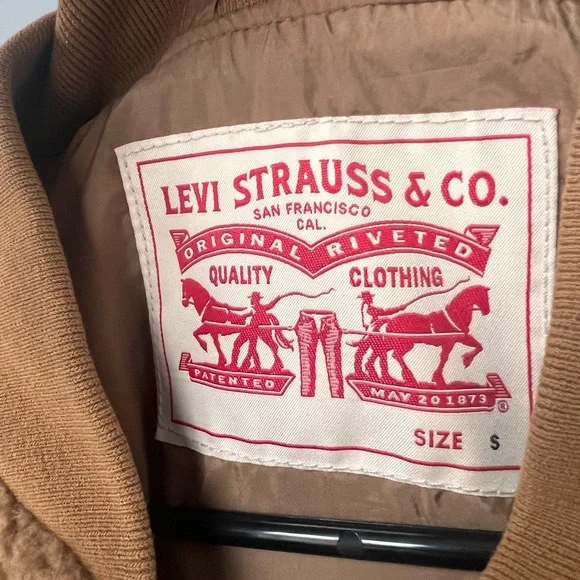 LEVI STRAUSS & CO.
SAN FRANCISCO
CAL.
ORIGINAL RIVETED
QUALITY CLOTHING
PATENTED MAY 20 1873 ®
SIZE S